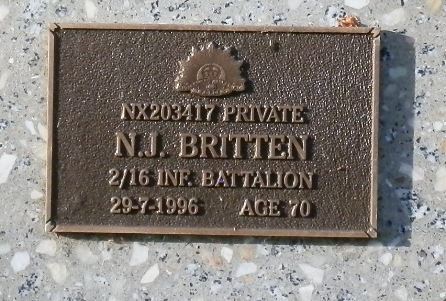 NX203417 PRIVATE
N.J. BRITTEN
2/16 INF. BATTALION
29-7-1996 AGE 70